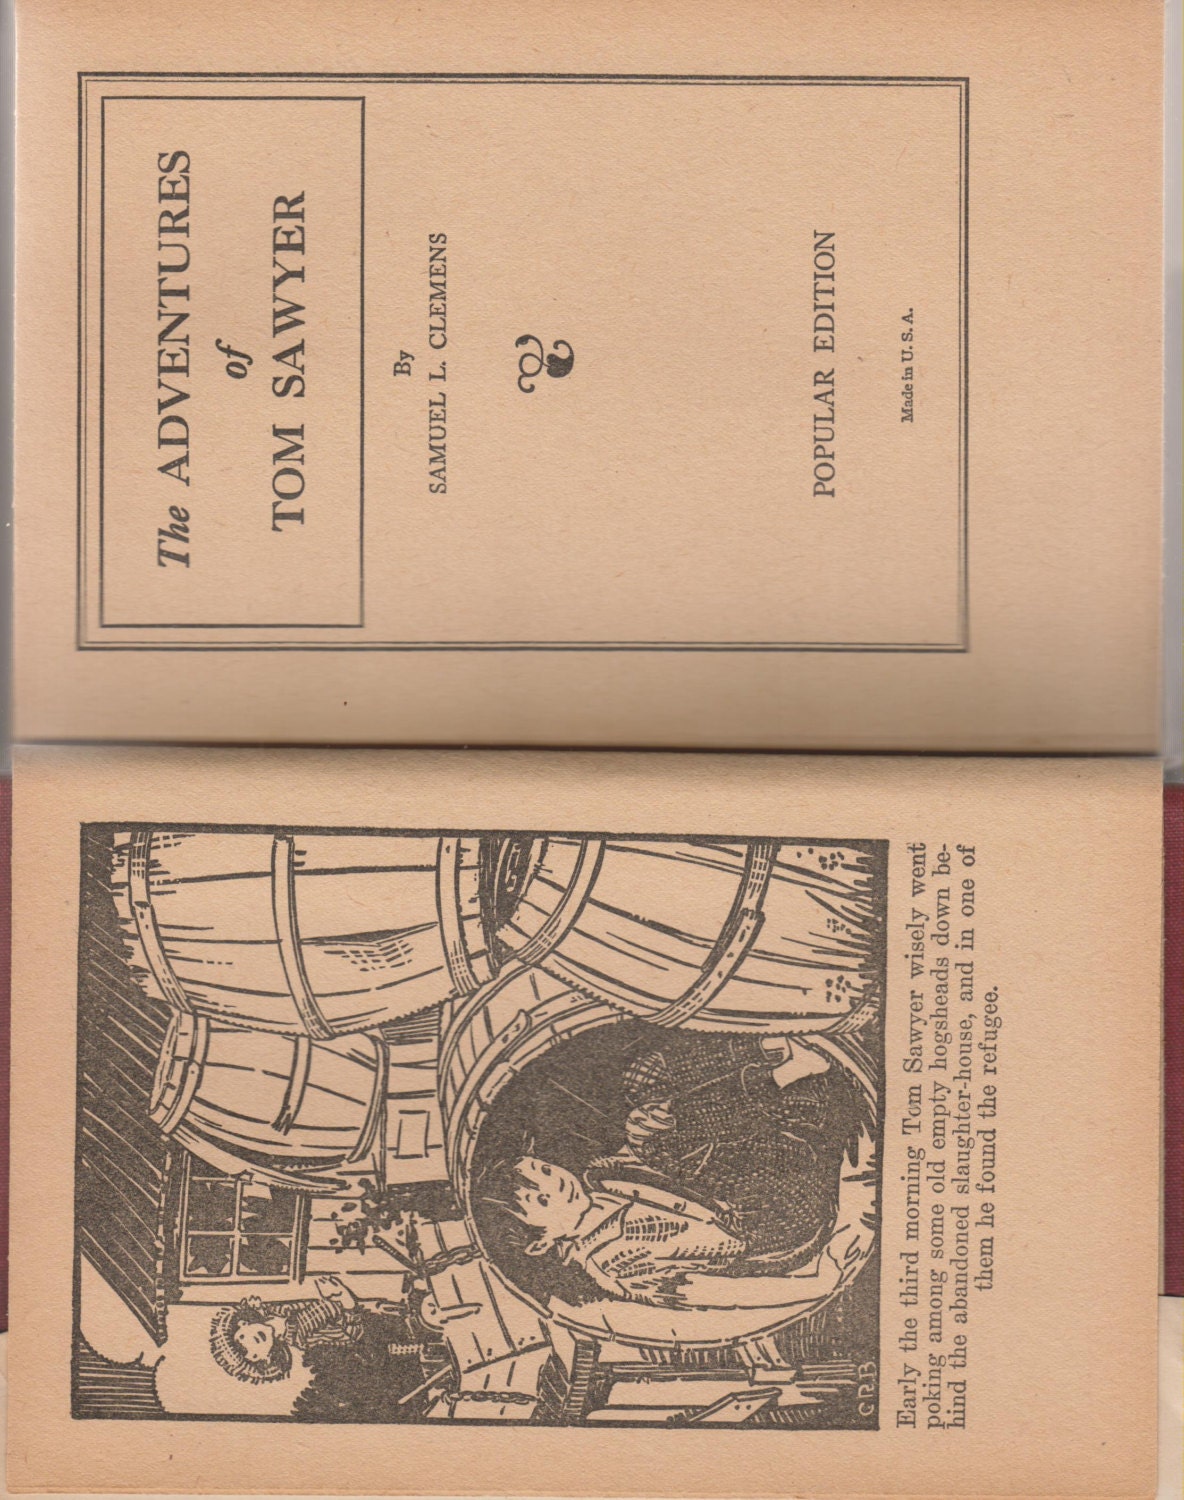 Early the third morning Tom Sawyer wisely went
poking among some old empty hogsheads down be-
hind the abandoned slaughter-house, and in one of
them he found the refugee.
G.P.B.
The ADVENTURES
of
TOM SAWYER
By
SAMUEL L. CLEMENS
POPULAR EDITION
Made in U. S. A.